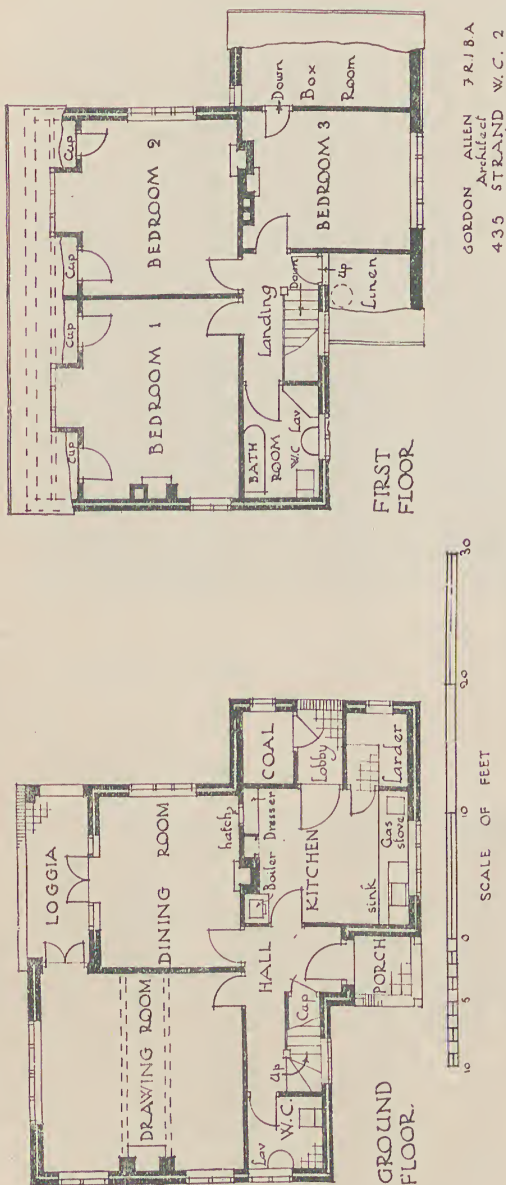 LOGGIA
DRAWING ROOM
DINING ROOM
hatch
HALL
Boiler
Dresser
COAL
Lobby
KITCHEN
Larder
sink
Gas
stove
PORCH
Cup
Up
Lav
W.C.
GROUND
FLOOR.
Cup
Cup
Cup
Cup
BEDROOM 1
BEDROOM 2
BEDROOM 3
Down
Box
Room
Landing
Down
Up
Linen
BATH
ROOM
W.C
Lav
FIRST
FLOOR
10
5
0
10
20
30
SCALE OF FEET
GORDON ALLEN F.R.I.B.A
Architect
435 STRAND W.C. 2